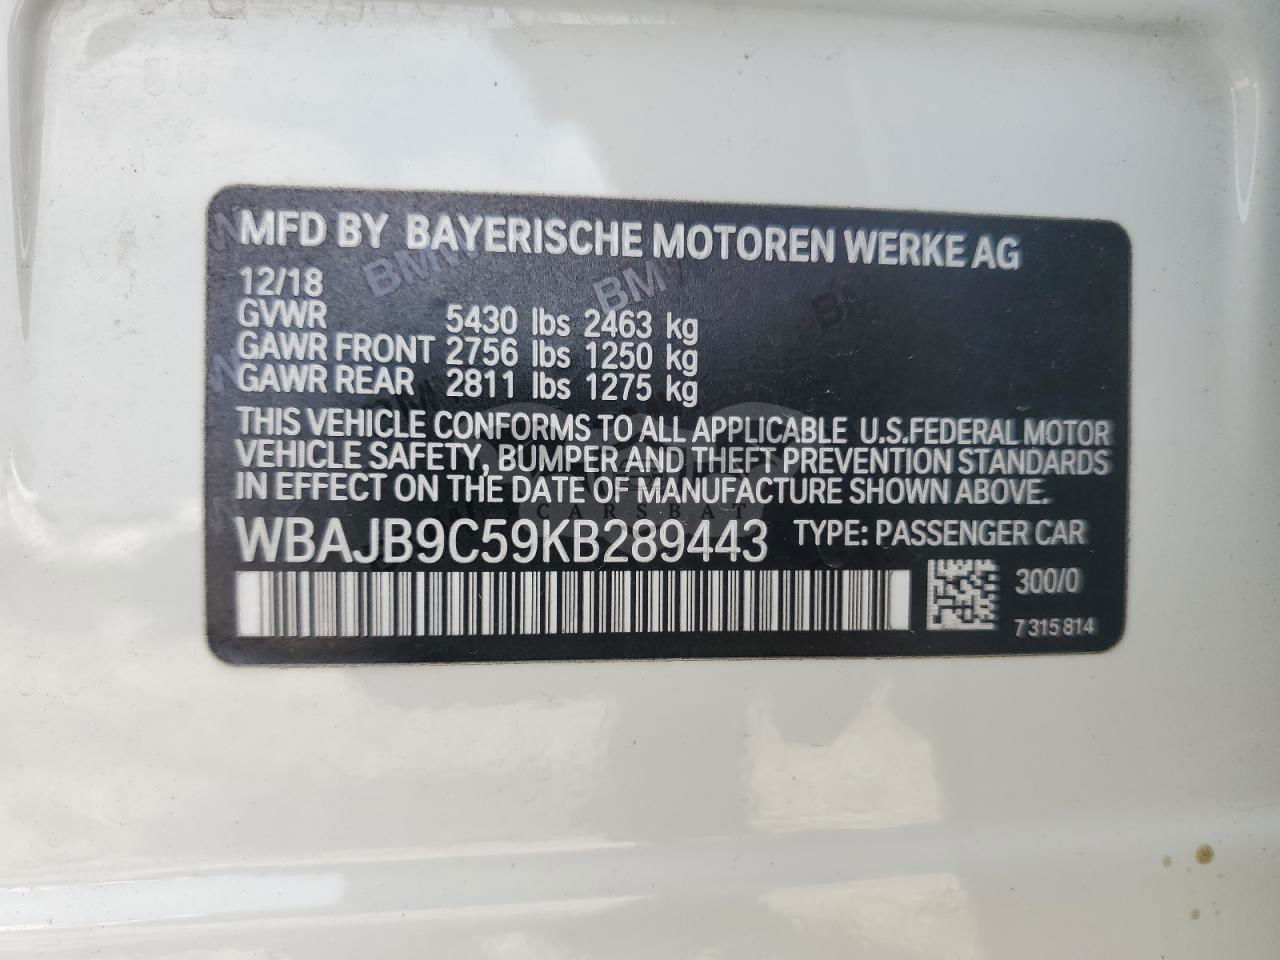 MFD BY BAYERISCHE MOTOREN WERKE AG
12/18
GVWR 5430 lbs 2463 kg
GAWR FRONT 2756 lbs 1250 kg
GAWR REAR 2811 lbs 1275 kg
THIS VEHICLE CONFORMS TO ALL APPLICABLE U.S.FEDERAL MOTOR
VEHICLE SAFETY, BUMPER AND THEFT PREVENTION STANDARDS
IN EFFECT ON THE DATE OF MANUFACTURE SHOWN ABOVE.
CARSBAT
WBAJB9C59KB289443 TYPE: PASSENGER CAR
300/0
7 315 814
BMW
BMW